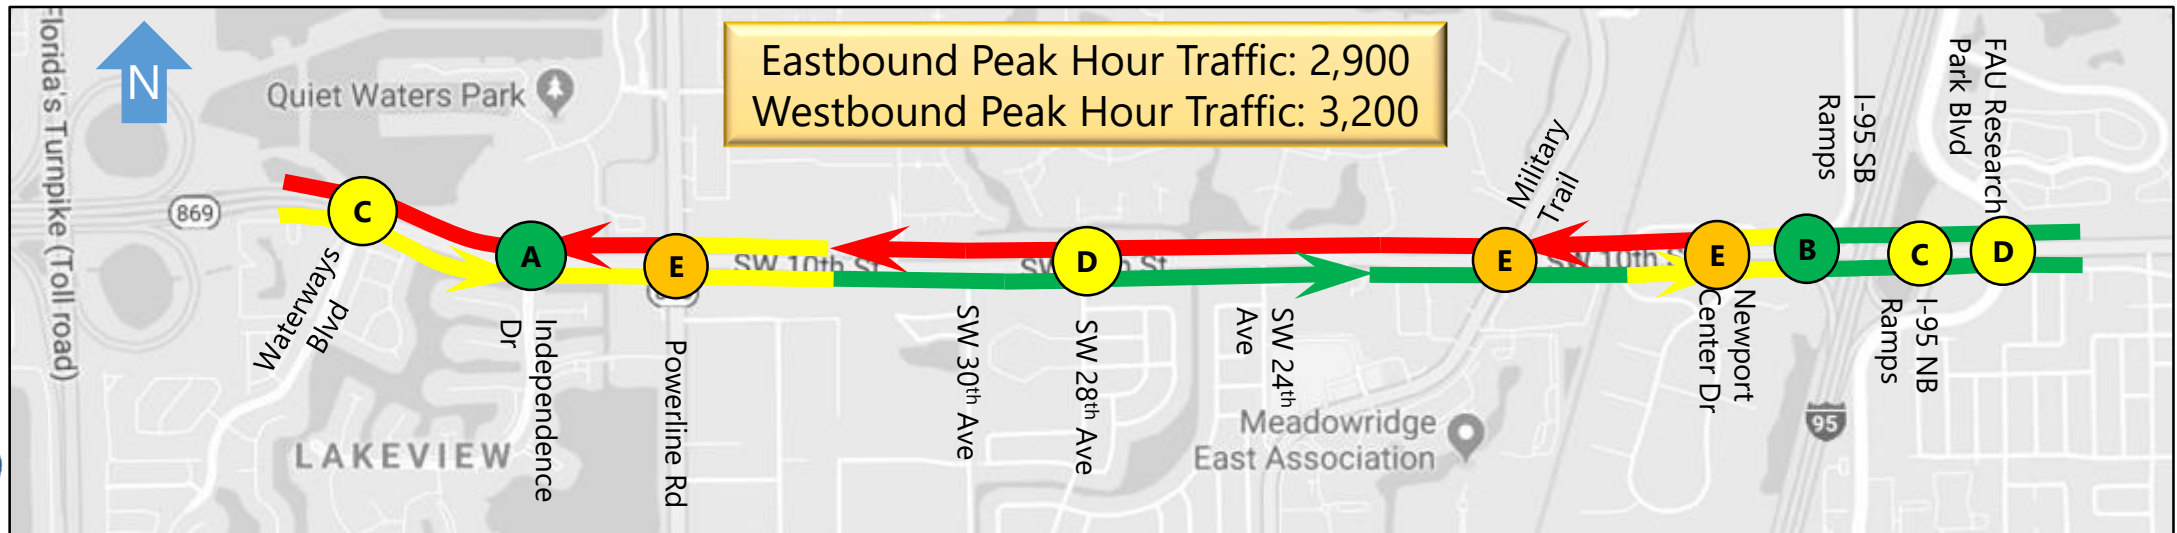 Florida's Turnpike (Toll road)
N
Quiet Waters Park
869
Eastbound Peak Hour Traffic: 2,900
Westbound Peak Hour Traffic: 3,200
Military
Trail
I-95 SB
Ramps
FAU Research
Park Blvd
C
A
E
D
E
E
B
C
D
SW 10th St
SW 10th S
Waterways
Blvd
Independence
Dr
Powerline Rd
SW 30th Ave
SW 28th Ave
SW 24th
Ave
Newport
Center Dr
I-95 NB
Ramps
LAKEVIEW
Meadowridge
East Association
95